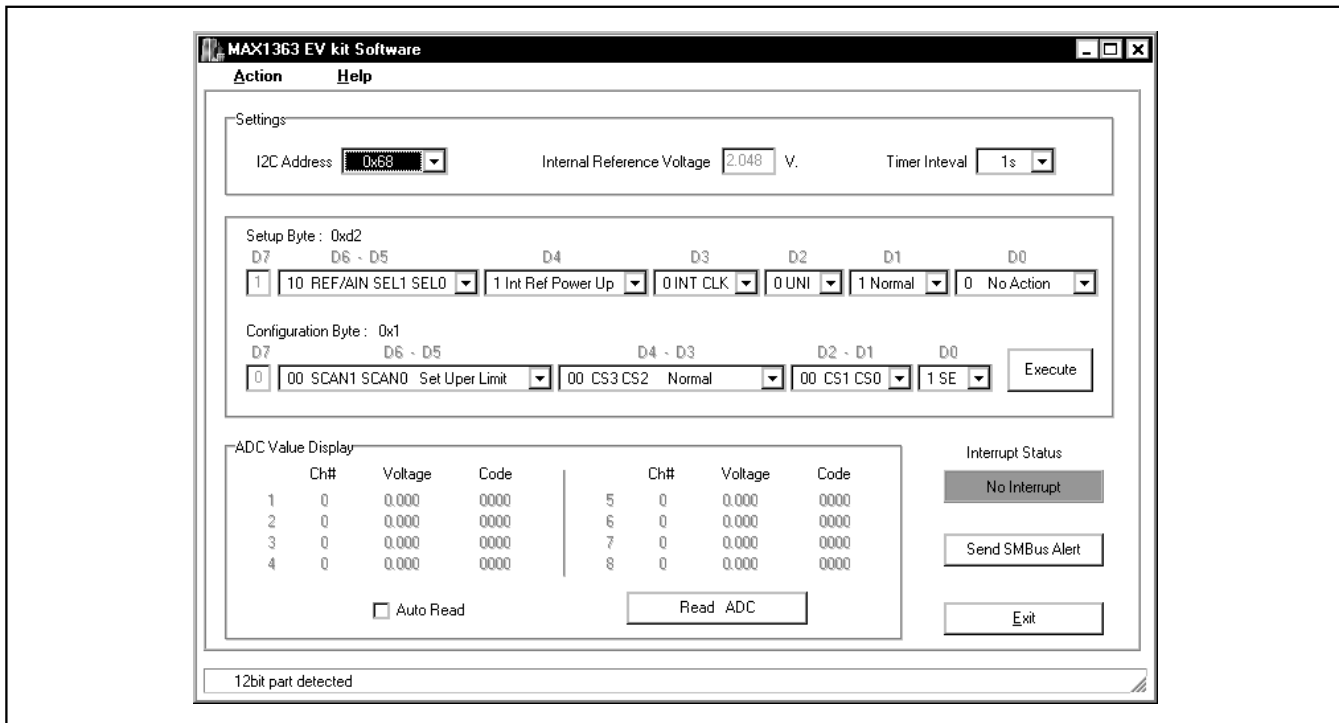 MAX1363 EV kit Software
Action Help
Settings
I2C Address 0x68 Internal Reference Voltage 2.048 V. Timer Inteval 1s
Setup Byte : 0xd2
D7 D6 - D5 D4 D3 D2 D1 D0
1 10 REF/AIN SEL1 SEL0 1 Int Ref Power Up 0 INT CLK 0 UNI 1 Normal 0 No Action
Configuration Byte : 0x1
D7 D6 - D5 D4 - D3 D2 - D1 D0
0 00 SCAN1 SCAN0 Set Uper Limit 00 CS3 CS2 Normal 00 CS1 CS0 1 SE Execute
ADC Value Display Interrupt Status
Ch# Voltage Code Ch# Voltage Code
No Interrupt
1 0 0.000 0000 5 0 0.000 0000
2 0 0.000 0000 6 0 0.000 0000
3 0 0.000 0000 7 0 0.000 0000
4 0 0.000 0000 8 0 0.000 0000
Send SMBus Alert
Auto Read Read ADC Exit
12bit part detected